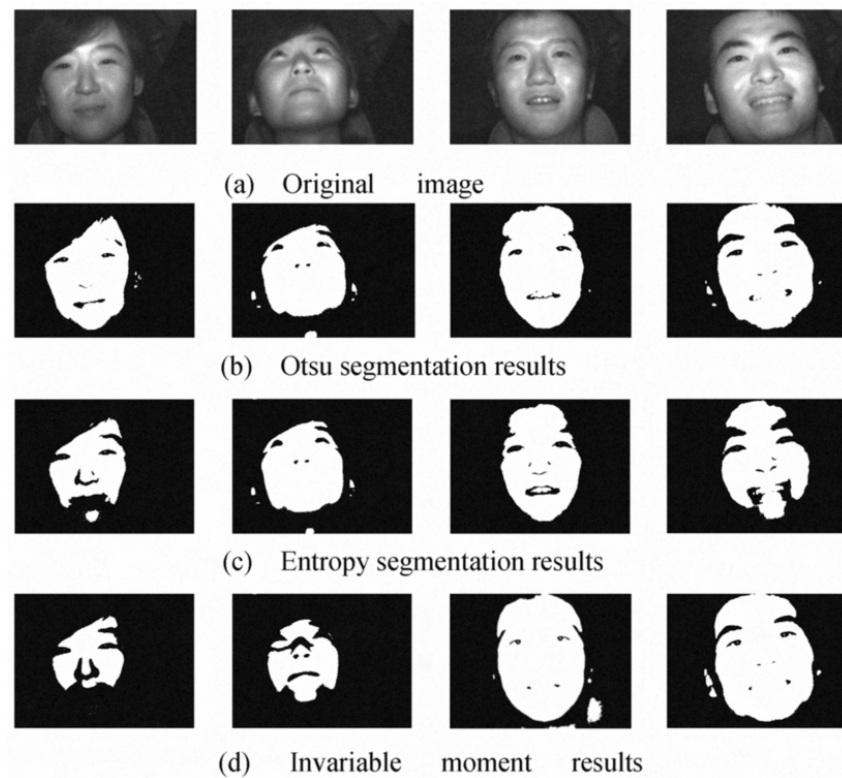 (a) Original image
(b) Otsu segmentation results
(c) Entropy segmentation results
(d) Invariable moment results